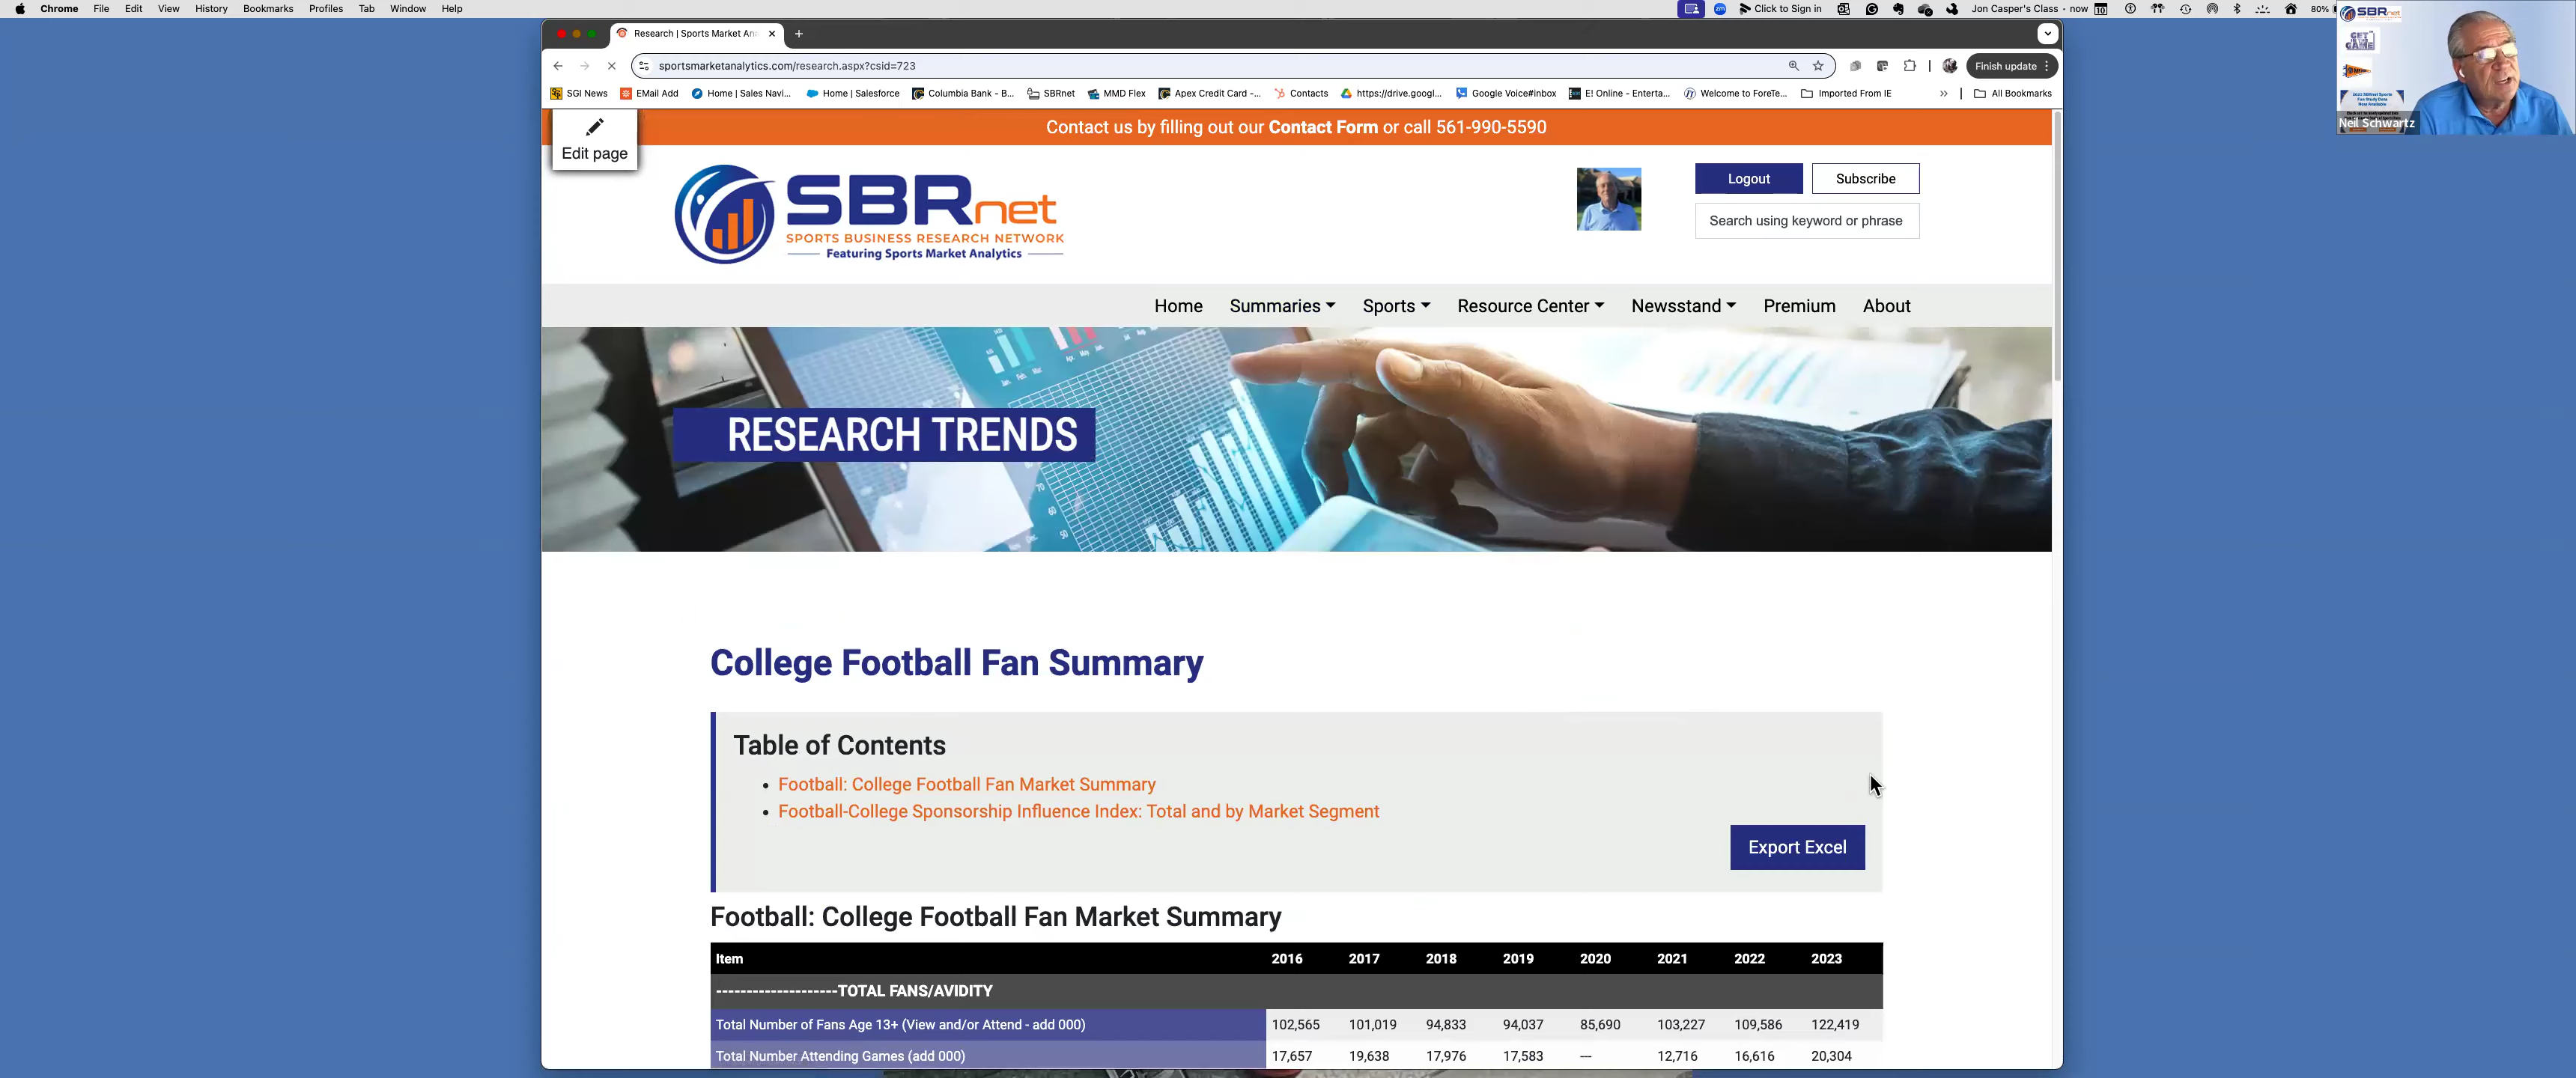 Chrome File Edit View History Bookmarks Profiles Tab Window Help
Click to Sign in Jon Casper's Class • now 10 80%
Research | Sports Market An
sportsmarketanalytics.com/research.aspx?csid=723 Finish update
SGI News EMail Add Home | Sales Navi... Home | Salesforce Columbia Bank - B... SBRnet MMD Flex Apex Credit Card -... Contacts https://drive.googl... Google Voice#inbox E! Online - Enterta... Welcome to ForeTe... Imported From IE » All Bookmarks
Contact us by filling out our Contact Form or call 561-990-5590
Edit page
SBRnet
SPORTS BUSINESS RESEARCH NETWORK
Featuring Sports Market Analytics
Logout Subscribe
Search using keyword or phrase
Home Summaries Sports Resource Center Newsstand Premium About
RESEARCH TRENDS
College Football Fan Summary
Table of Contents
• Football: College Football Fan Market Summary
• Football-College Sponsorship Influence Index: Total and by Market Segment
Export Excel
Football: College Football Fan Market Summary
Item 2016 2017 2018 2019 2020 2021 2022 2023
--------------------TOTAL FANS/AVIDITY
Total Number of Fans Age 13+ (View and/or Attend - add 000) 102,565 101,019 94,833 94,037 85,690 103,227 109,586 122,419
Total Number Attending Games (add 000) 17,657 19,638 17,976 17,583 --- 12,716 16,616 20,304
SBRnet
GET IN GAME
Neil Schwartz